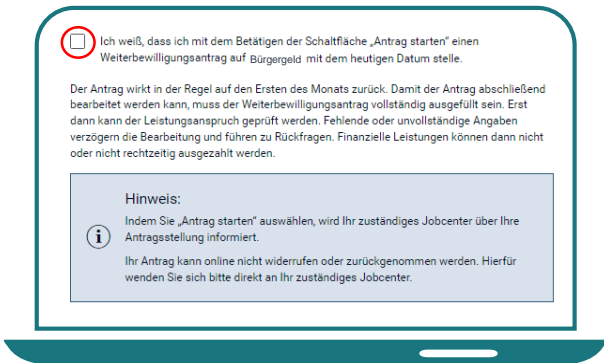 Ich weiß, dass ich mit dem Betätigen der Schaltfläche „Antrag starten“ einen
Weiterbewilligungsantrag auf Bürgergeld mit dem heutigen Datum stelle.
Der Antrag wirkt in der Regel auf den Ersten des Monats zurück. Damit der Antrag abschließend
bearbeitet werden kann, muss der Weiterbewilligungsantrag vollständig ausgefüllt sein. Erst
dann kann der Leistungsanspruch geprüft werden. Fehlende oder unvollständige Angaben
verzögern die Bearbeitung und führen zu Rückfragen. Finanzielle Leistungen können dann nicht
oder nicht rechtzeitig ausgezahlt werden.
Hinweis:
Indem Sie „Antrag starten“ auswählen, wird Ihr zuständiges Jobcenter über Ihre
Antragsstellung informiert.
Ihr Antrag kann online nicht widerrufen oder zurückgenommen werden. Hierfür
wenden Sie sich bitte direkt an Ihr zuständiges Jobcenter.